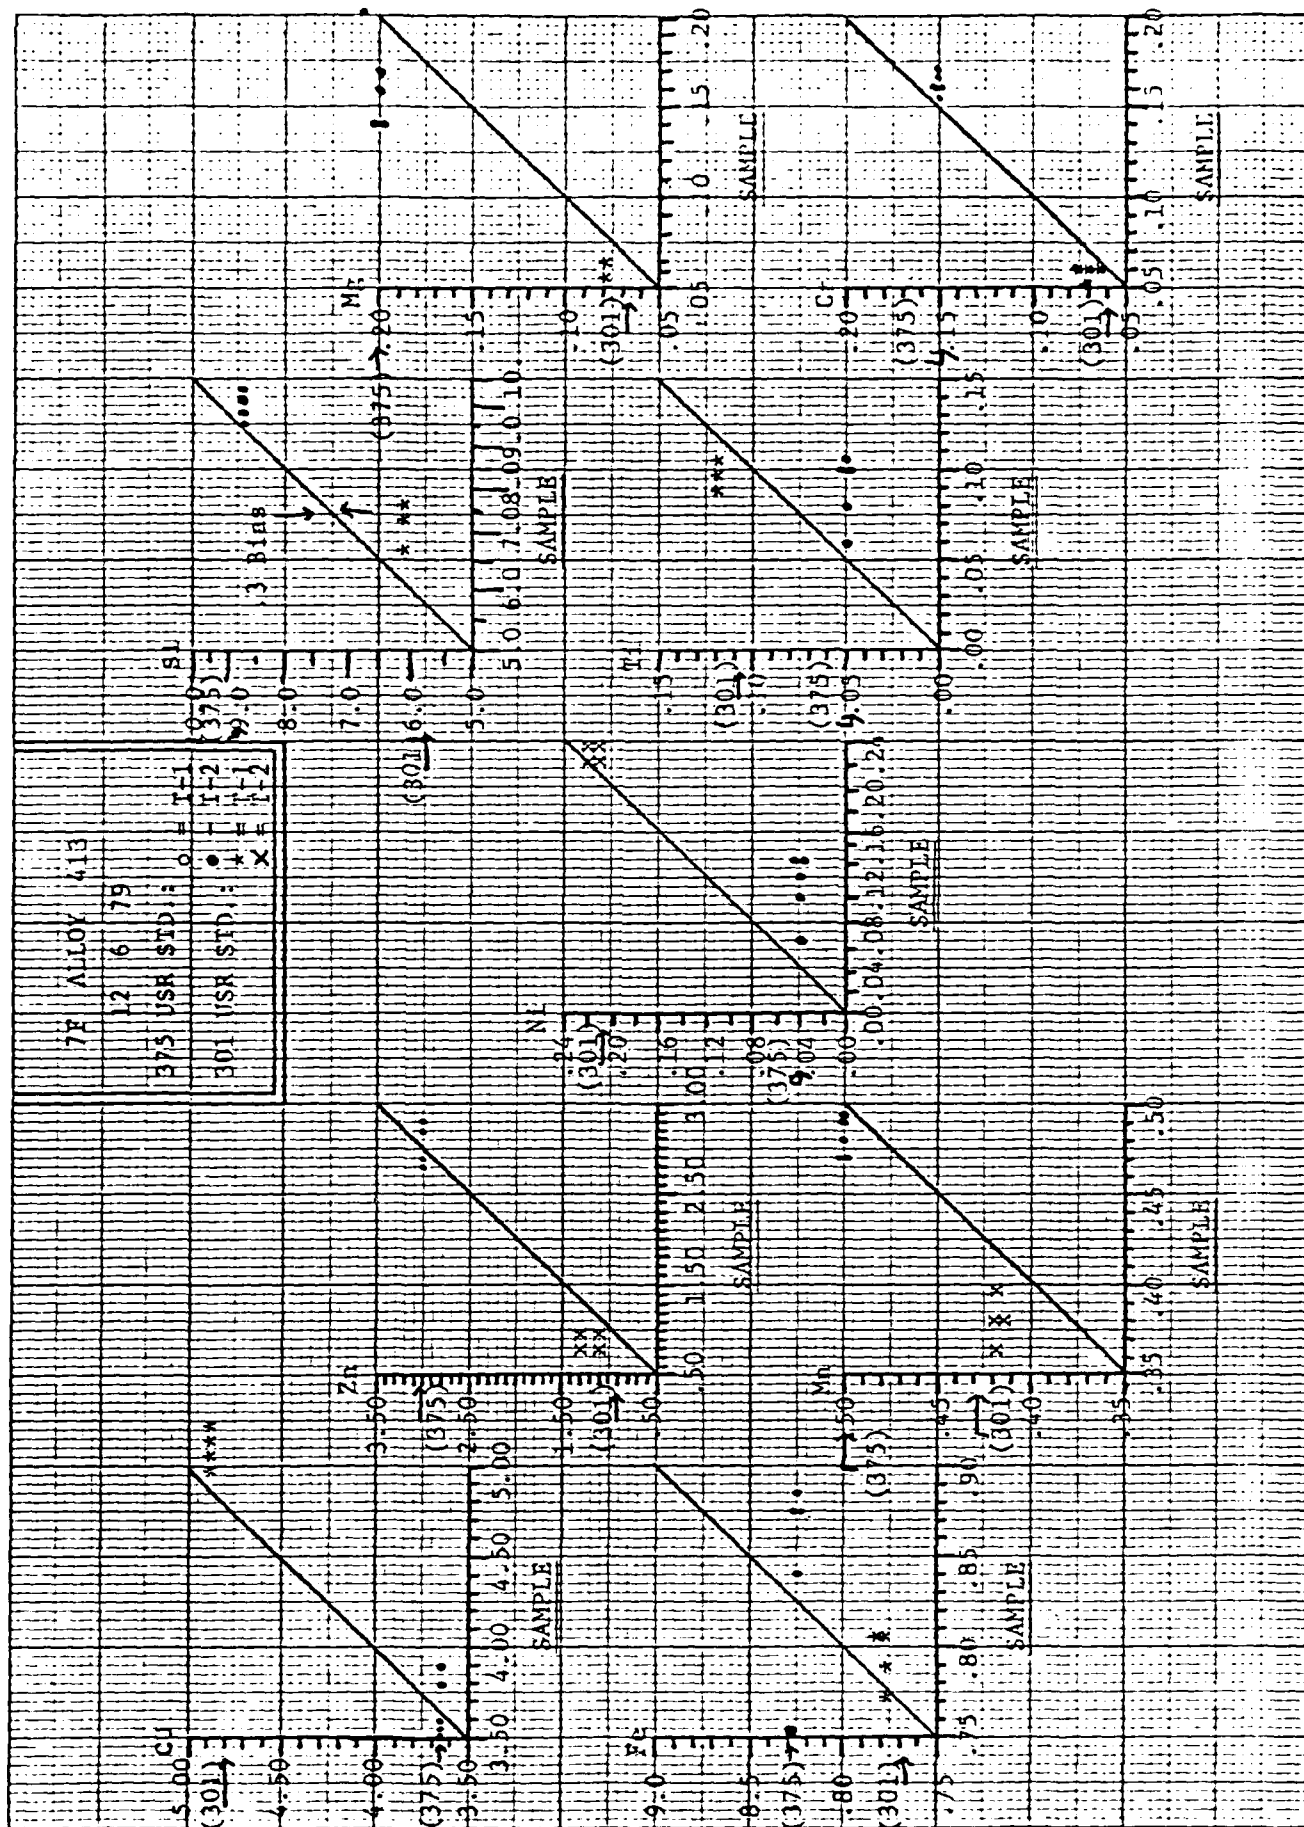 7F ALLOY 413
12 6 79
375 USR STD.: o = I-1
● - I-2
301 USR STD.: * = I-1
X = I-2
Cu
5.00
(301)
4.50
4.00
(375)
3.50
3.50 4.00 4.50 5.00
SAMPLE
Zn
3.50
(375)
2.50
1.50
(301)
.50
.50 1.50 2.50 3.00
SAMPLE
Si
10.0
(375)
9.0
8.0
7.0
(301) 6.0
5.0
.3 Bias
5.0 6.0 7.0 8.0 9.0 10
SAMPLE
Mg
(375) .20
.15
.10
(301)
.05
.05 .10 .15 .20
SAMPLE
Fe
9.0
8.5
(375)
.80
(301)
.75
.75 .80 .85 .90
SAMPLE
Mn
.50
(375)
.45
(301)
.40
.35
.35 .40 .45 .50
SAMPLE
Ni
.24
(301)
.20
.16
.12
.08
(375)
.04
.00
.00 .04 .08 .12 .16 .20 .24
SAMPLE
Ti
.15
(301)
.10
(375)
.05
.00
.00 .05 .10 .15
SAMPLE
Cr
.20
(375)
.15
.10
(301)
.05
.05 .10 .15 .20
SAMPLE